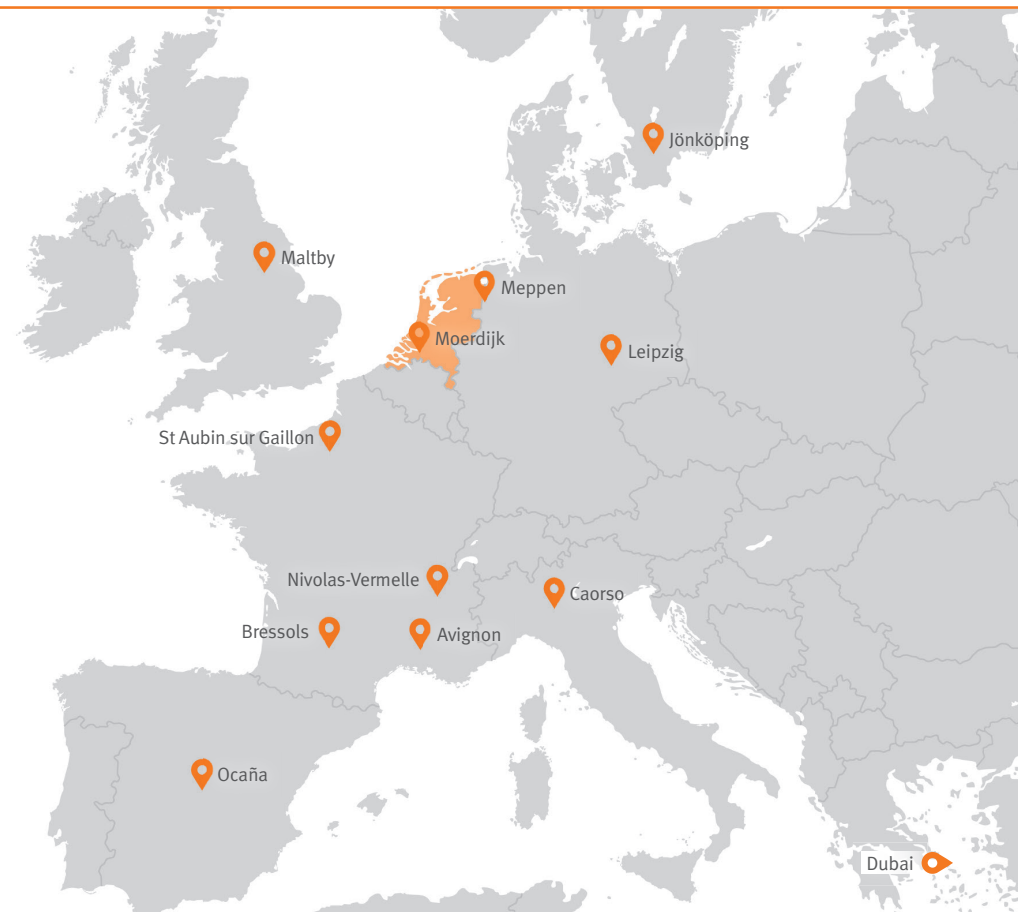 Jönköping
Maltby
Meppen
Moerdijk
Leipzig
St Aubin sur Gaillon
Nivolas-Vermelle
Caorso
Bressols
Avignon
Ocaña
Dubai